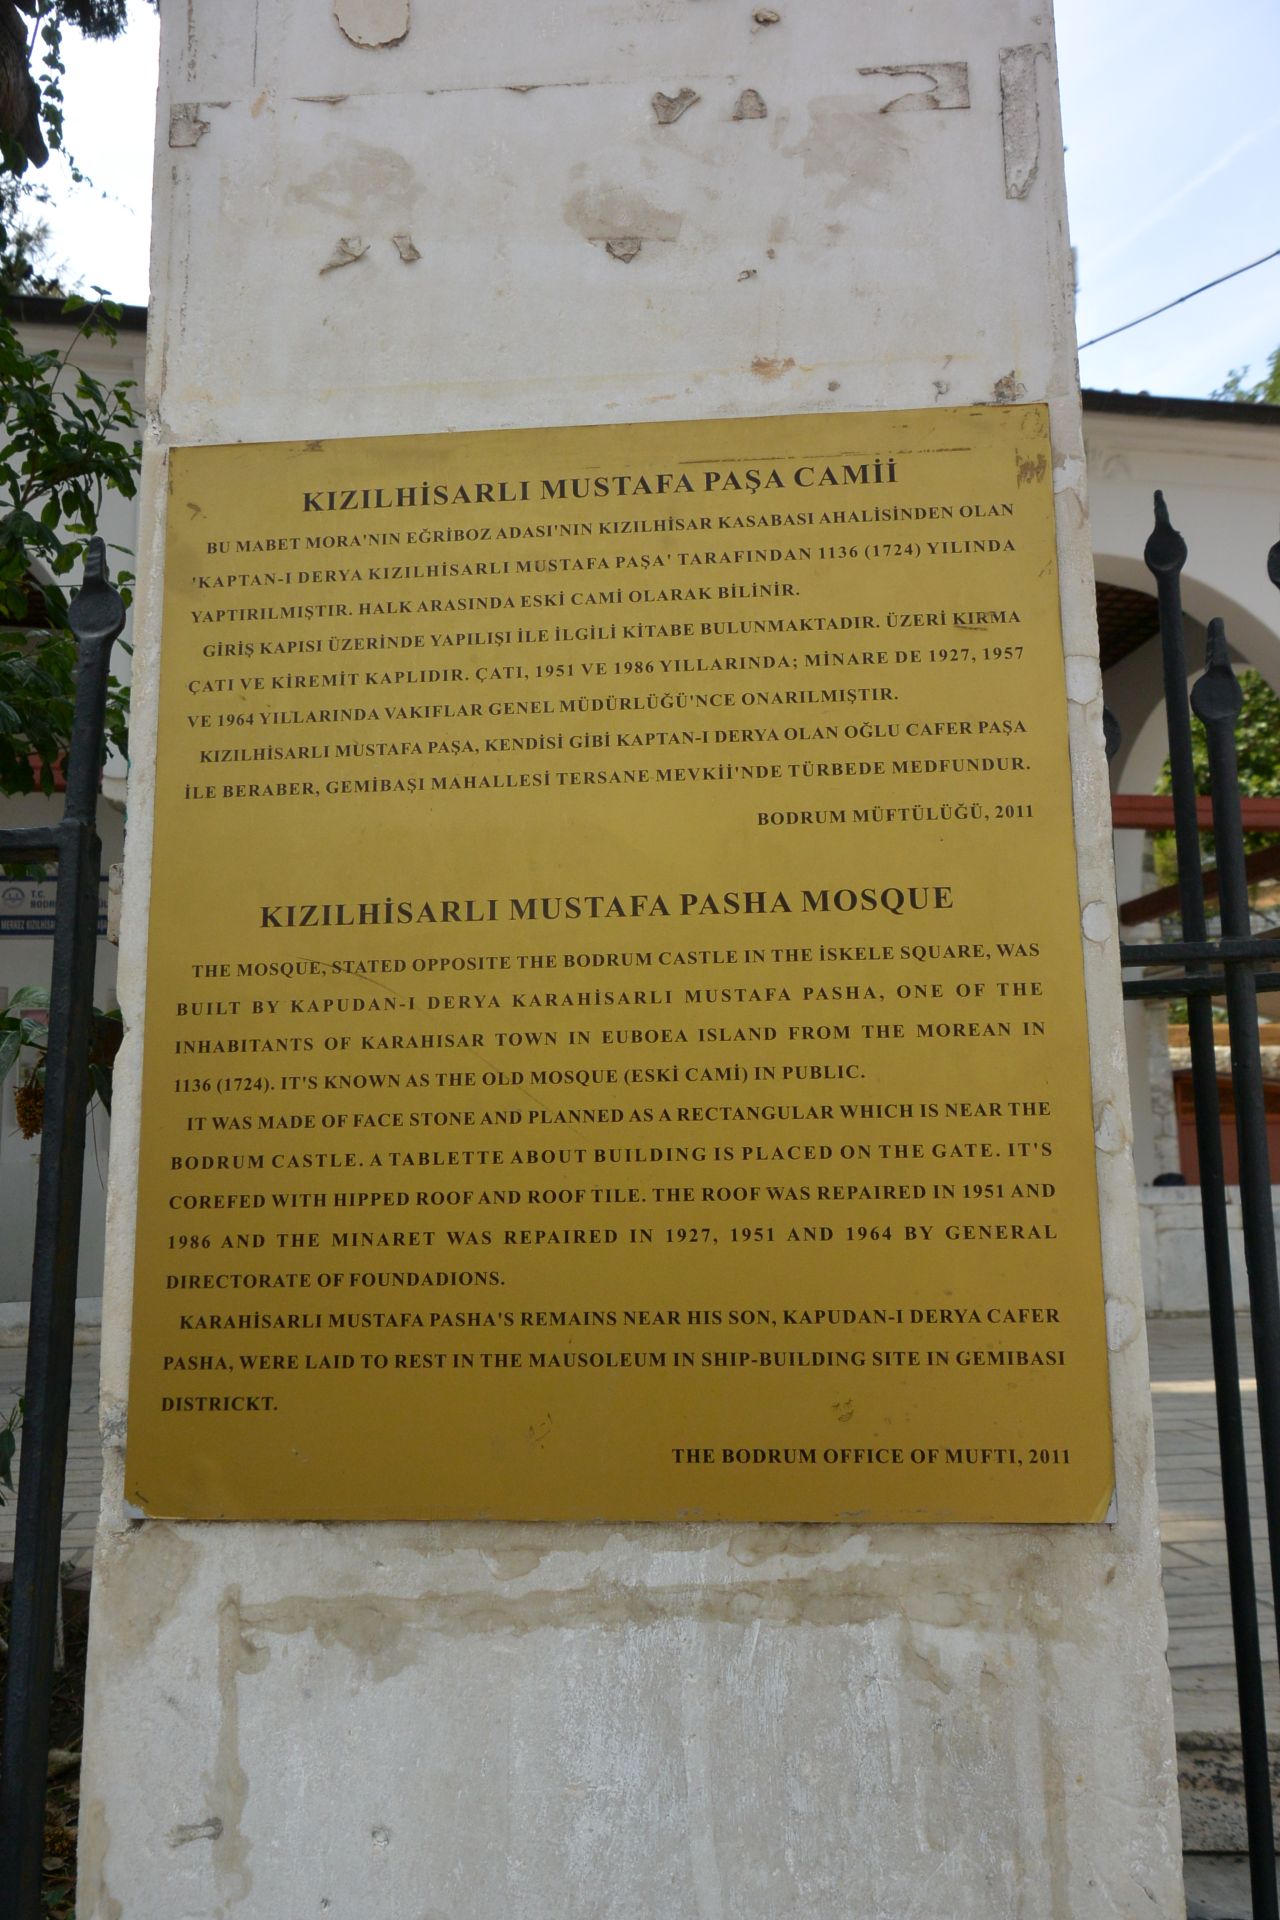 KIZILHİSARLI MUSTAFA PAŞA CAMİİ
BU MABET MORA'NIN EĞRİBOZ ADASI'NIN KIZILHİSAR KASABASI AHALİSİNDEN OLAN
'KAPTAN-I DERYA KIZILHİSARLI MUSTAFA PAŞA' TARAFINDAN 1136 (1724) YILINDA
YAPTIRILMIŞTIR. HALK ARASINDA ESKİ CAMİ OLARAK BİLİNİR.
GİRİŞ KAPISI ÜZERİNDE YAPILIŞI İLE İLGİLİ KİTABE BULUNMAKTADIR. ÜZERİ KIRMA
ÇATI VE KİREMİT KAPLIDIR. ÇATI, 1951 VE 1986 YILLARINDA; MİNARE DE 1927, 1957
VE 1964 YILLARINDA VAKIFLAR GENEL MÜDÜRLÜĞÜ'NCE ONARILMIŞTIR.
KIZILHİSARLI MUSTAFA PAŞA, KENDİSİ GİBİ KAPTAN-I DERYA OLAN OĞLU CAFER PAŞA
İLE BERABER, GEMİBAŞI MAHALLESİ TERSANE MEVKİİ'NDE TÜRBEDE MEDFUNDUR.
BODRUM MÜFTÜLÜĞÜ, 2011
KIZILHİSARLI MUSTAFA PASHA MOSQUE
THE MOSQUE, STATED OPPOSITE THE BODRUM CASTLE IN THE İSKELE SQUARE, WAS
BUILT BY KAPUDAN-I DERYA KARAHİSARLI MUSTAFA PASHA, ONE OF THE
INHABITANTS OF KARAHİSAR TOWN IN EUBOEA ISLAND FROM THE MOREAN IN
1136 (1724). IT'S KNOWN AS THE OLD MOSQUE (ESKİ CAMİ) IN PUBLIC.
IT WAS MADE OF FACE STONE AND PLANNED AS A RECTANGULAR WHICH IS NEAR THE
BODRUM CASTLE. A TABLETTE ABOUT BUILDING IS PLACED ON THE GATE. IT'S
COREFED WITH HIPPED ROOF AND ROOF TILE. THE ROOF WAS REPAIRED IN 1951 AND
1986 AND THE MINARET WAS REPAIRED IN 1927, 1951 AND 1964 BY GENERAL
DIRECTORATE OF FOUNDADIONS.
KARAHİSARLI MUSTAFA PASHA'S REMAINS NEAR HIS SON, KAPUDAN-I DERYA CAFER
PASHA, WERE LAID TO REST IN THE MAUSOLEUM IN SHIP-BUILDING SITE IN GEMIBASI
DISTRICKT.
THE BODRUM OFFICE OF MUFTI, 2011
T.C.